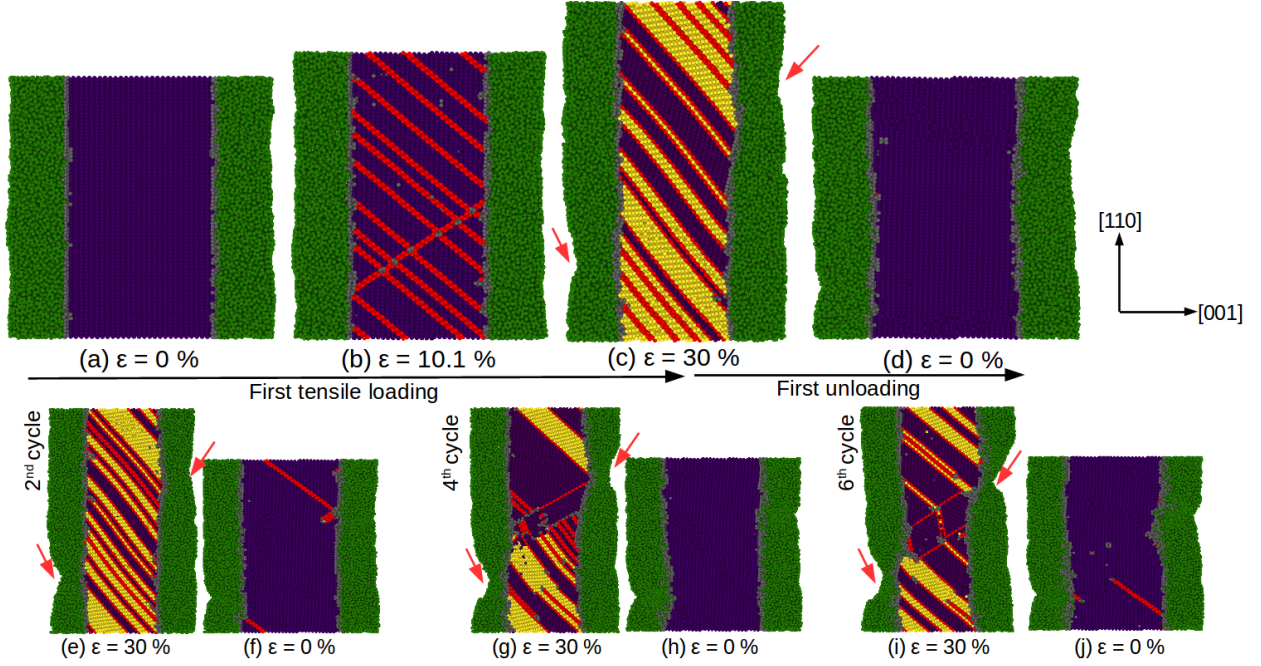 [110]
[001]
(a) ε = 0 %
(b) ε = 10.1 %
(c) ε = 30 %
(d) ε = 0 %
First tensile loading
First unloading
2nd cycle
4th cycle
6th cycle
(e) ε = 30 %
(f) ε = 0 %
(g) ε = 30 %
(h) ε = 0 %
(i) ε = 30 %
(j) ε = 0 %